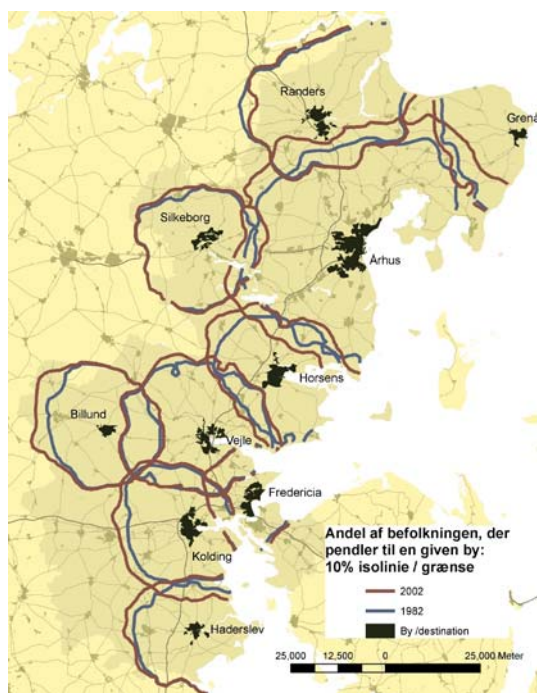 Randers
Grenå
Silkeborg
Århus
Horsens
Billund
Vejle
Fredericia
Kolding
Haderslev
Andel af befolkningen, der
pendler til en given by:
10% isolinie / grænse
2002
1982
By /destination
25,000 12,500 0 25,000 Meter